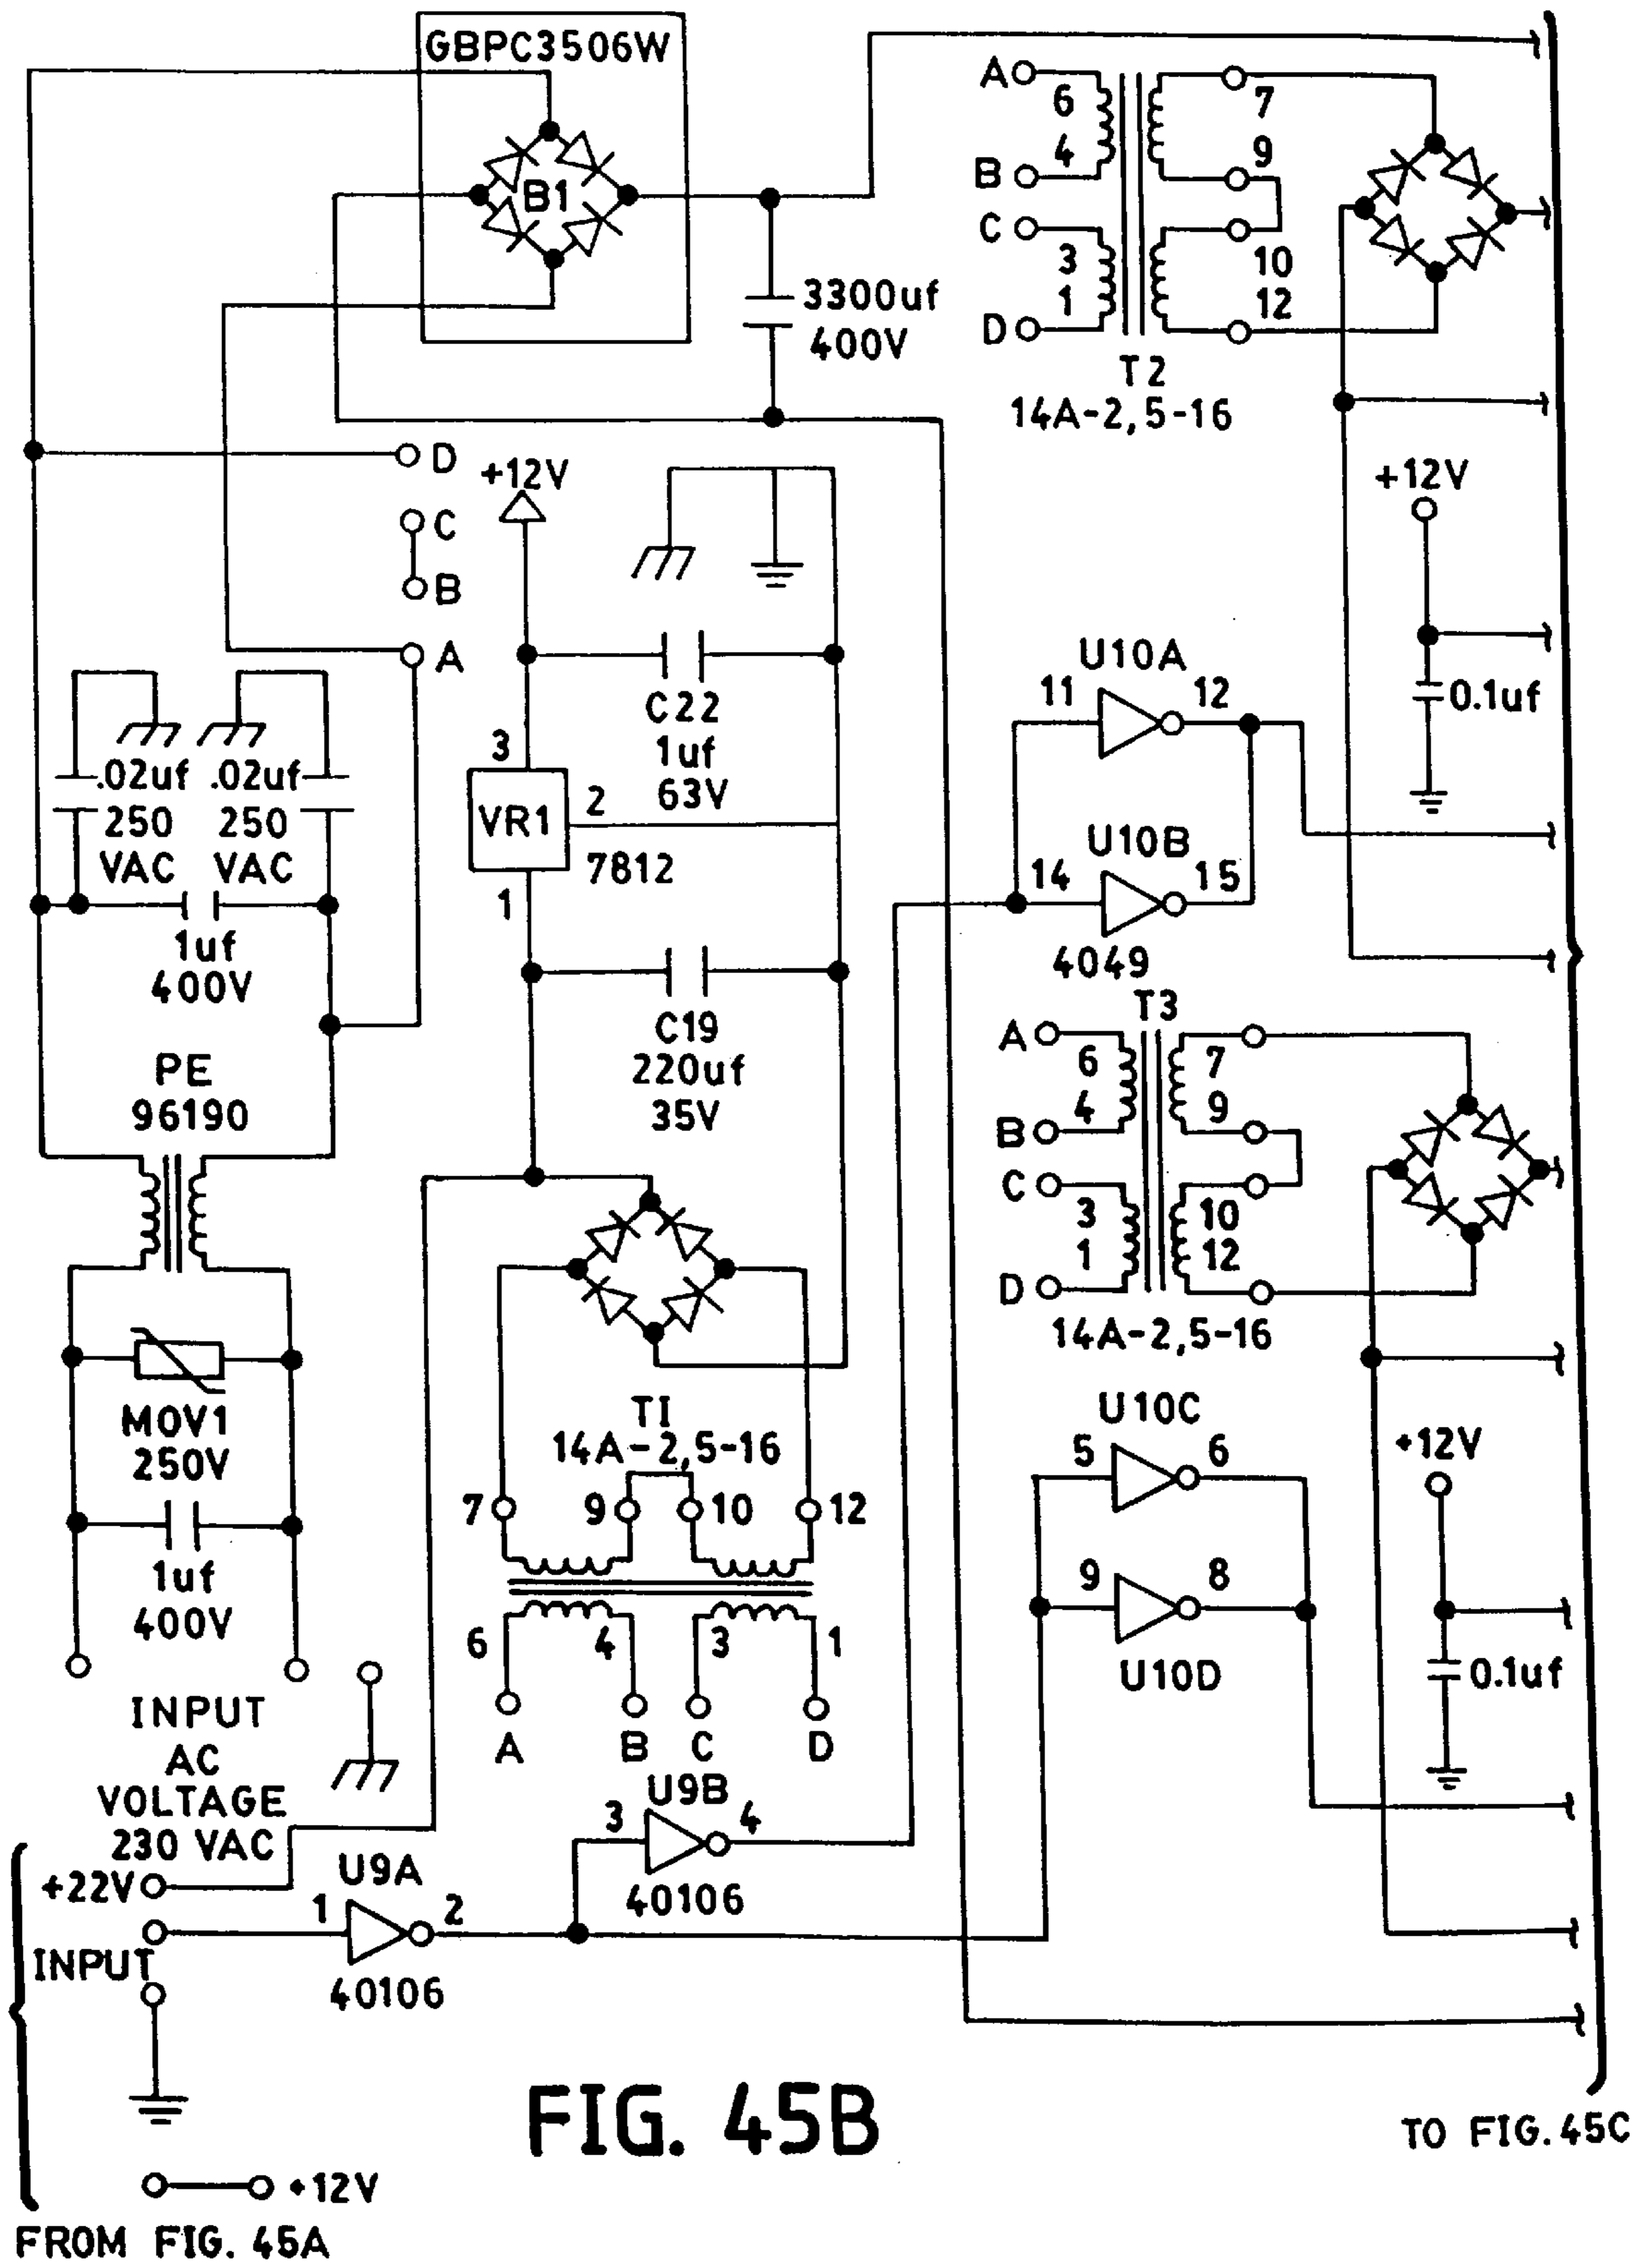 GBPC3506W
B1
3300uf
400V
A
6
4
B
C
3
1
D
7
9
10
12
T2
14A-2,5-16
D
C
B
A
+12V
C22
1uf
63V
3
VR1
2
7812
1
.02uf
250
VAC
.02uf
250
VAC
1uf
400V
C19
220uf
35V
PE
96190
MOV1
250V
1uf
400V
INPUT
AC
VOLTAGE
230 VAC
TI
14A-2,5-16
7
9
10
12
6
4
3
1
A
B
C
D
+12V
0.1uf
U10A
11
12
U10B
14
15
4049
T3
A
6
4
B
C
3
1
D
7
9
10
12
14A-2,5-16
U10C
5
6
9
8
U10D
+12V
0.1uf
U9B
3
4
40106
+22V
U9A
1
2
40106
INPUT
+12V
FROM FIG. 45A
FIG. 45B
TO FIG. 45C